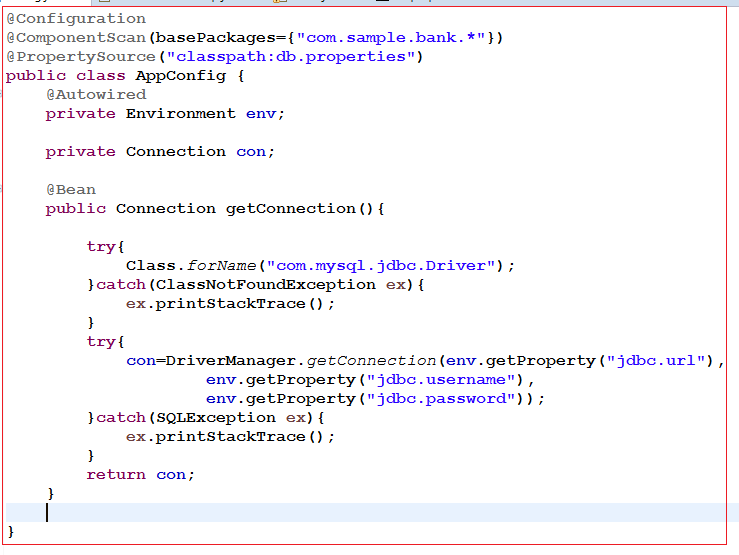 @Configuration
@ComponentScan(basePackages={"com.sample.bank.*"})
@PropertySource("classpath:db.properties")
public class AppConfig {
    @Autowired
    private Environment env;
    private Connection con;
    @Bean
    public Connection getConnection(){
        try{
            Class.forName("com.mysql.jdbc.Driver");
        }catch(ClassNotFoundException ex){
            ex.printStackTrace();
        }
        try{
            con=DriverManager.getConnection(env.getProperty("jdbc.url"),
                    env.getProperty("jdbc.username"),
                    env.getProperty("jdbc.password"));
        }catch(SQLException ex){
            ex.printStackTrace();
        }
        return con;
    }
}